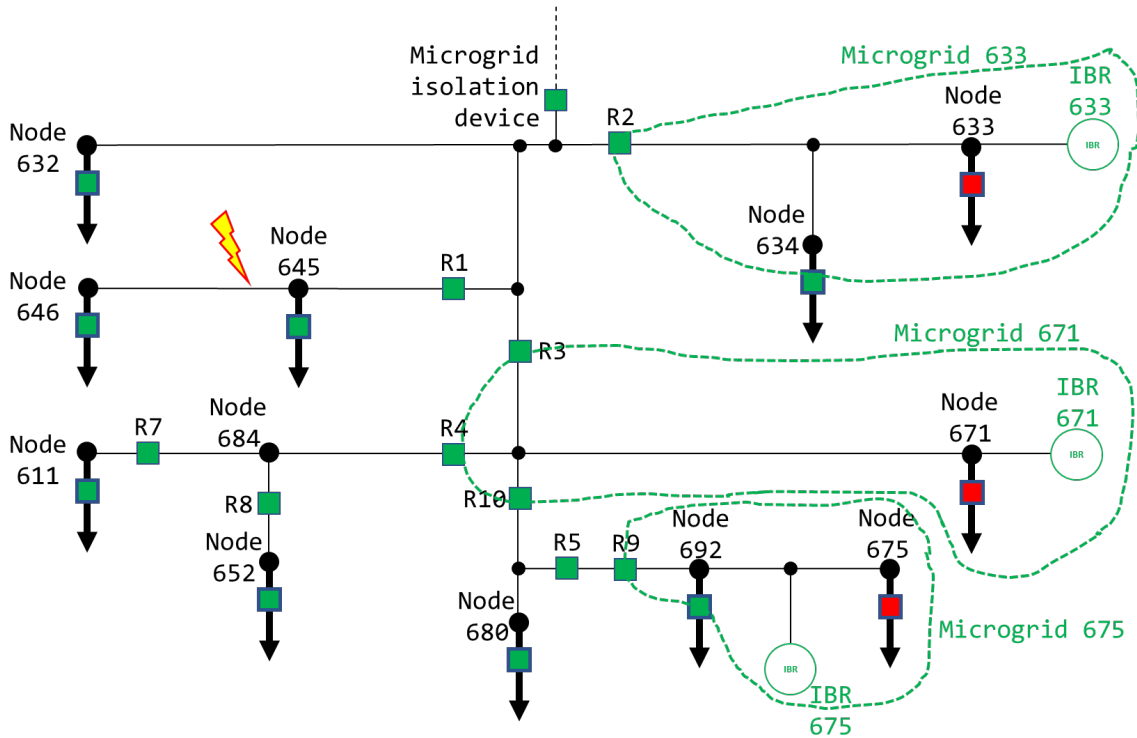 Microgrid
isolation
device
Microgrid 633
IBR
633
R2
Node
633
IBR
Node
632
Node
634
Node
645
R1
Node
646
Microgrid 671
R3
IBR
671
Node
671
IBR
R7
Node
684
R4
Node
611
R8
R10
Node
652
R5
R9
Node
692
Node
675
Node
680
Microgrid 675
IBR
IBR
675